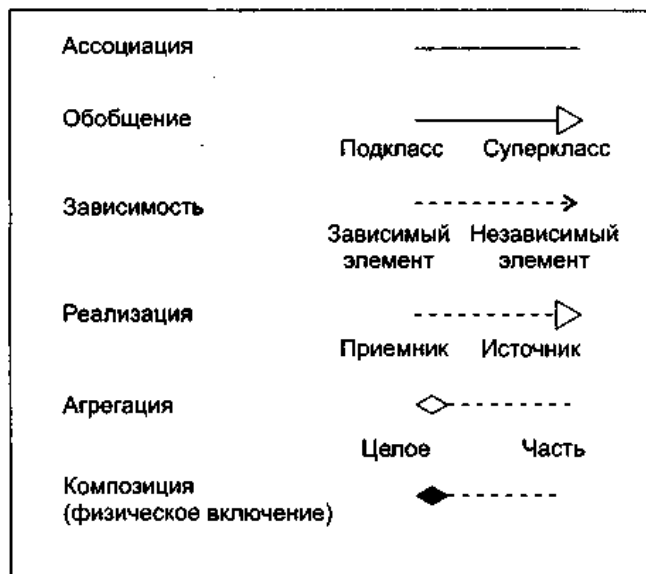 Ассоциация
Обобщение
Подкласс Суперкласс
Зависимость
Зависимый Независимый
элемент элемент
Реализация
Приемник Источник
Агрегация
Целое Часть
Композиция
(физическое включение)